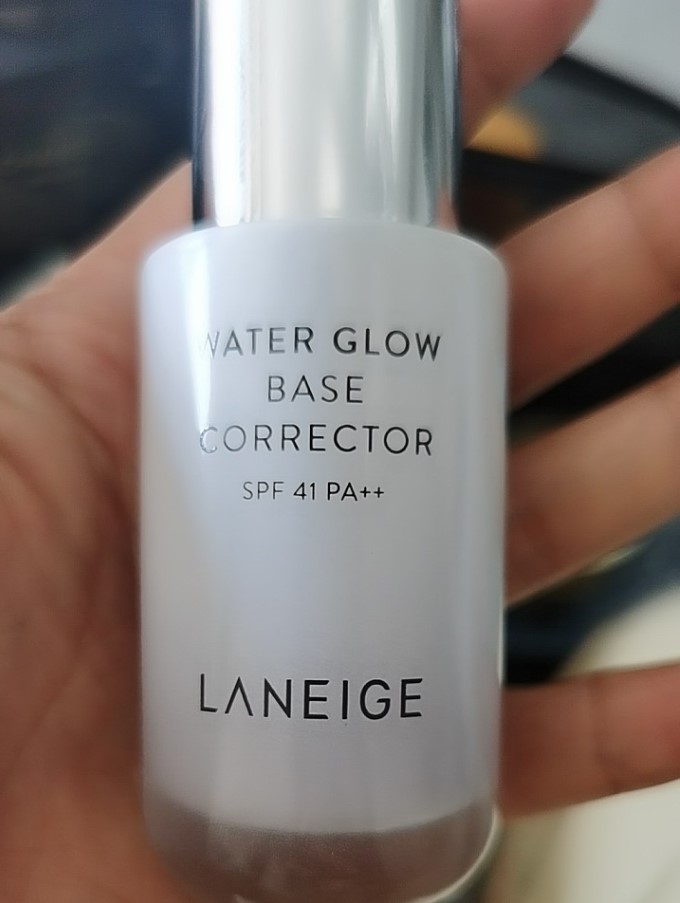 WATER GLOW
BASE
CORRECTOR
SPF 41 PA++
LANEIGE